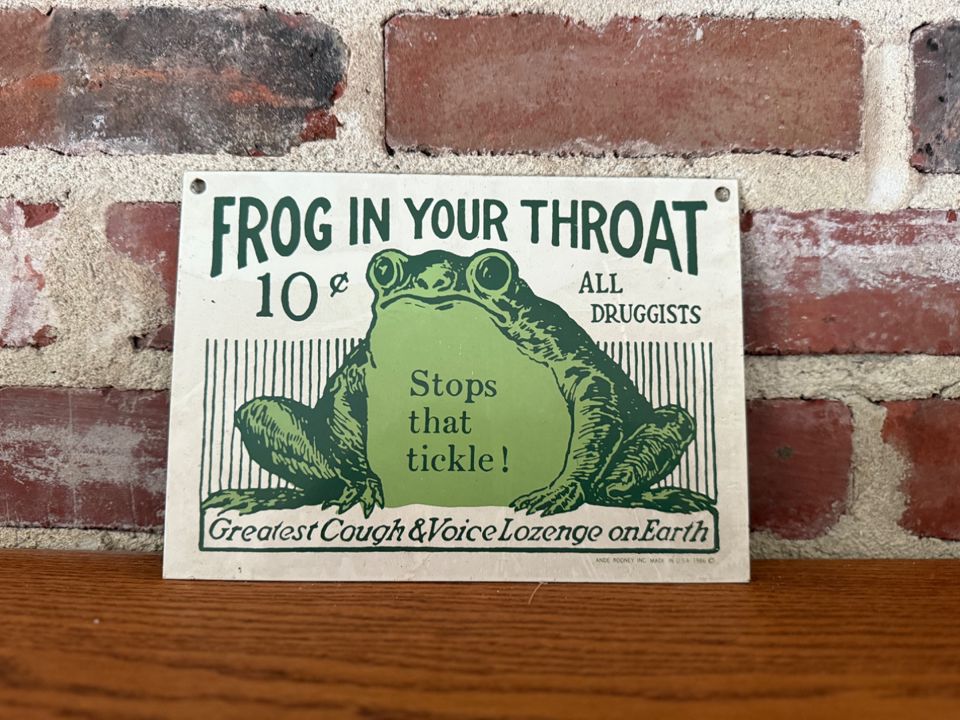 FROG IN YOUR THROAT
10¢
ALL
DRUGGISTS
Stops
that
tickle!
Greatest Cough & Voice Lozenge on Earth
ANDE ROONEY INC. MADE IN U.S.A. 1986 ©